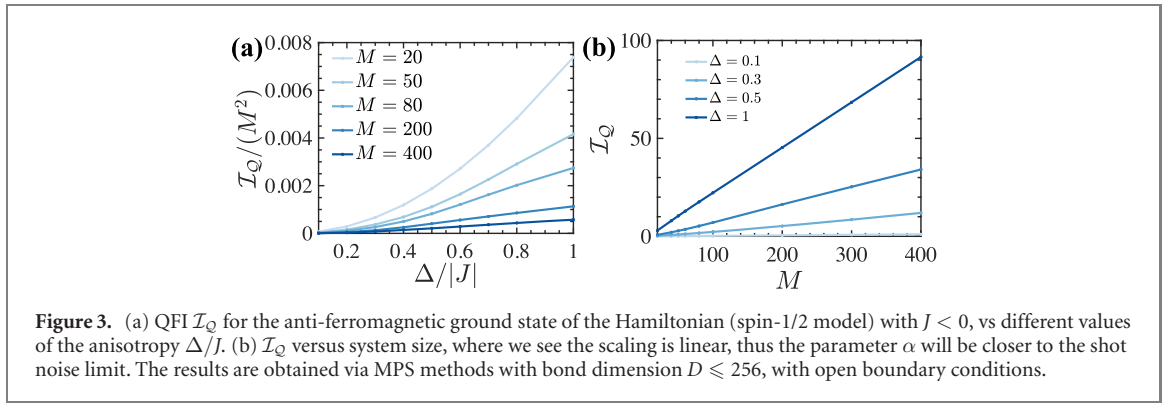 (a)
0.008
0.006
0.004
0.002
0
𝓘_𝒬/(M²)
M = 20
M = 50
M = 80
M = 200
M = 400
0.2 0.4 0.6 0.8 1
Δ/|J|
(b)
100
50
0
𝓘_𝒬
Δ = 0.1
Δ = 0.3
Δ = 0.5
Δ = 1
100 200 300 400
M
Figure 3. (a) QFI 𝓘_𝒬 for the anti-ferromagnetic ground state of the Hamiltonian (spin-1/2 model) with J < 0, vs different values
of the anisotropy Δ/J. (b) 𝓘_𝒬 versus system size, where we see the scaling is linear, thus the parameter α will be closer to the shot
noise limit. The results are obtained via MPS methods with bond dimension D ⩽ 256, with open boundary conditions.